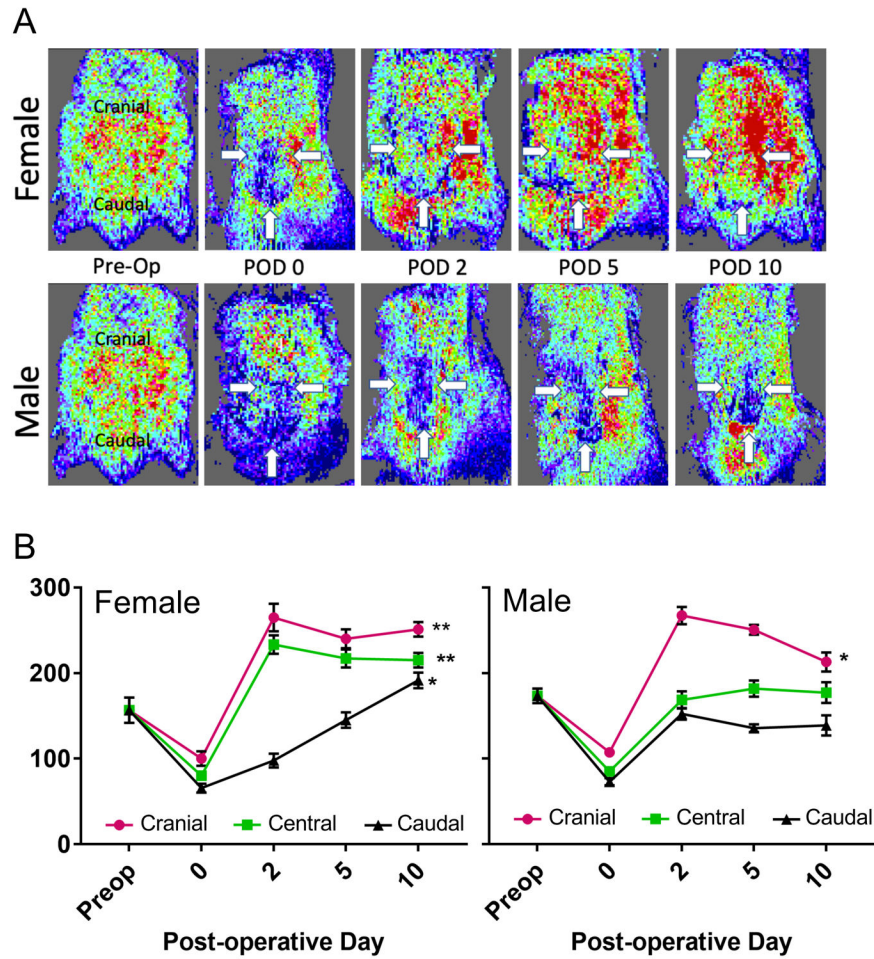 A
Female
Cranial
Caudal
Pre-Op POD 0 POD 2 POD 5 POD 10
Male
Cranial
Caudal
B
300
200
100
0
Female
**
**
*
Cranial Central Caudal
Preop 0 2 5 10
Post-operative Day
Male
*
Cranial Central Caudal
Preop 0 2 5 10
Post-operative Day